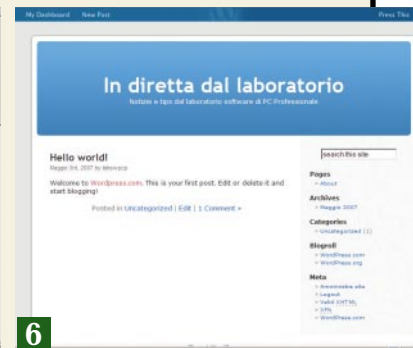 My Dashboard New Post Press This
In diretta dal laboratorio
Notizie e tips dal laboratorio software di PC Professionale
search this site
Hello world!
Maggio 3rd, 2007 by
Welcome to Wordpress.com. This is your first post. Edit or delete it and
start blogging!
Posted in Uncategorized | Edit | 1 Comment »
Pages
» About
Archives
» Maggio 2007
Categories
» Uncategorized (1)
Blogroll
» WordPress.com
» WordPress.org
Meta
» Amministra sito
» Logout
» Valid XHTML
» XFN
» WordPress.com
6